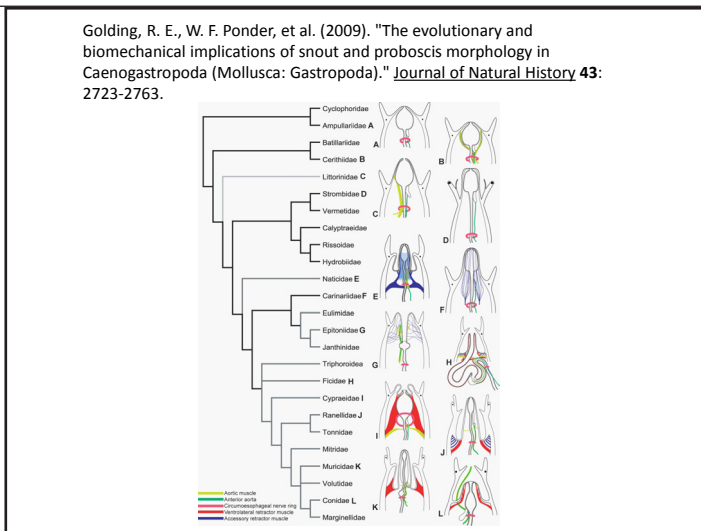 Golding, R. E., W. F. Ponder, et al. (2009). "The evolutionary and
biomechanical implications of snout and proboscis morphology in
Caenogastropoda (Mollusca: Gastropoda)." Journal of Natural History 43:
2723-2763.
Cyclophoridae
Ampullariidae A
Batillariidae
Cerithiidae B
Littorinidae C
Strombidae D
Vermetidae
Calyptraeidae
Rissoidae
Hydrobiidae
Naticidae E
Carinariidae F
Eulimidae
Epitoniidae G
Janthinidae
Triphoroidea
Ficidae H
Cypraeidae I
Ranellidae J
Tonnidae
Mitridae
Muricidae K
Volutidae
Conidae L
Marginellidae
A
B
C
D
E
F
G
H
I
J
K
L
Aortic muscle
Anterior aorta
Circumoesophageal nerve ring
Ventrolateral retractor muscle
Accessory retractor muscle